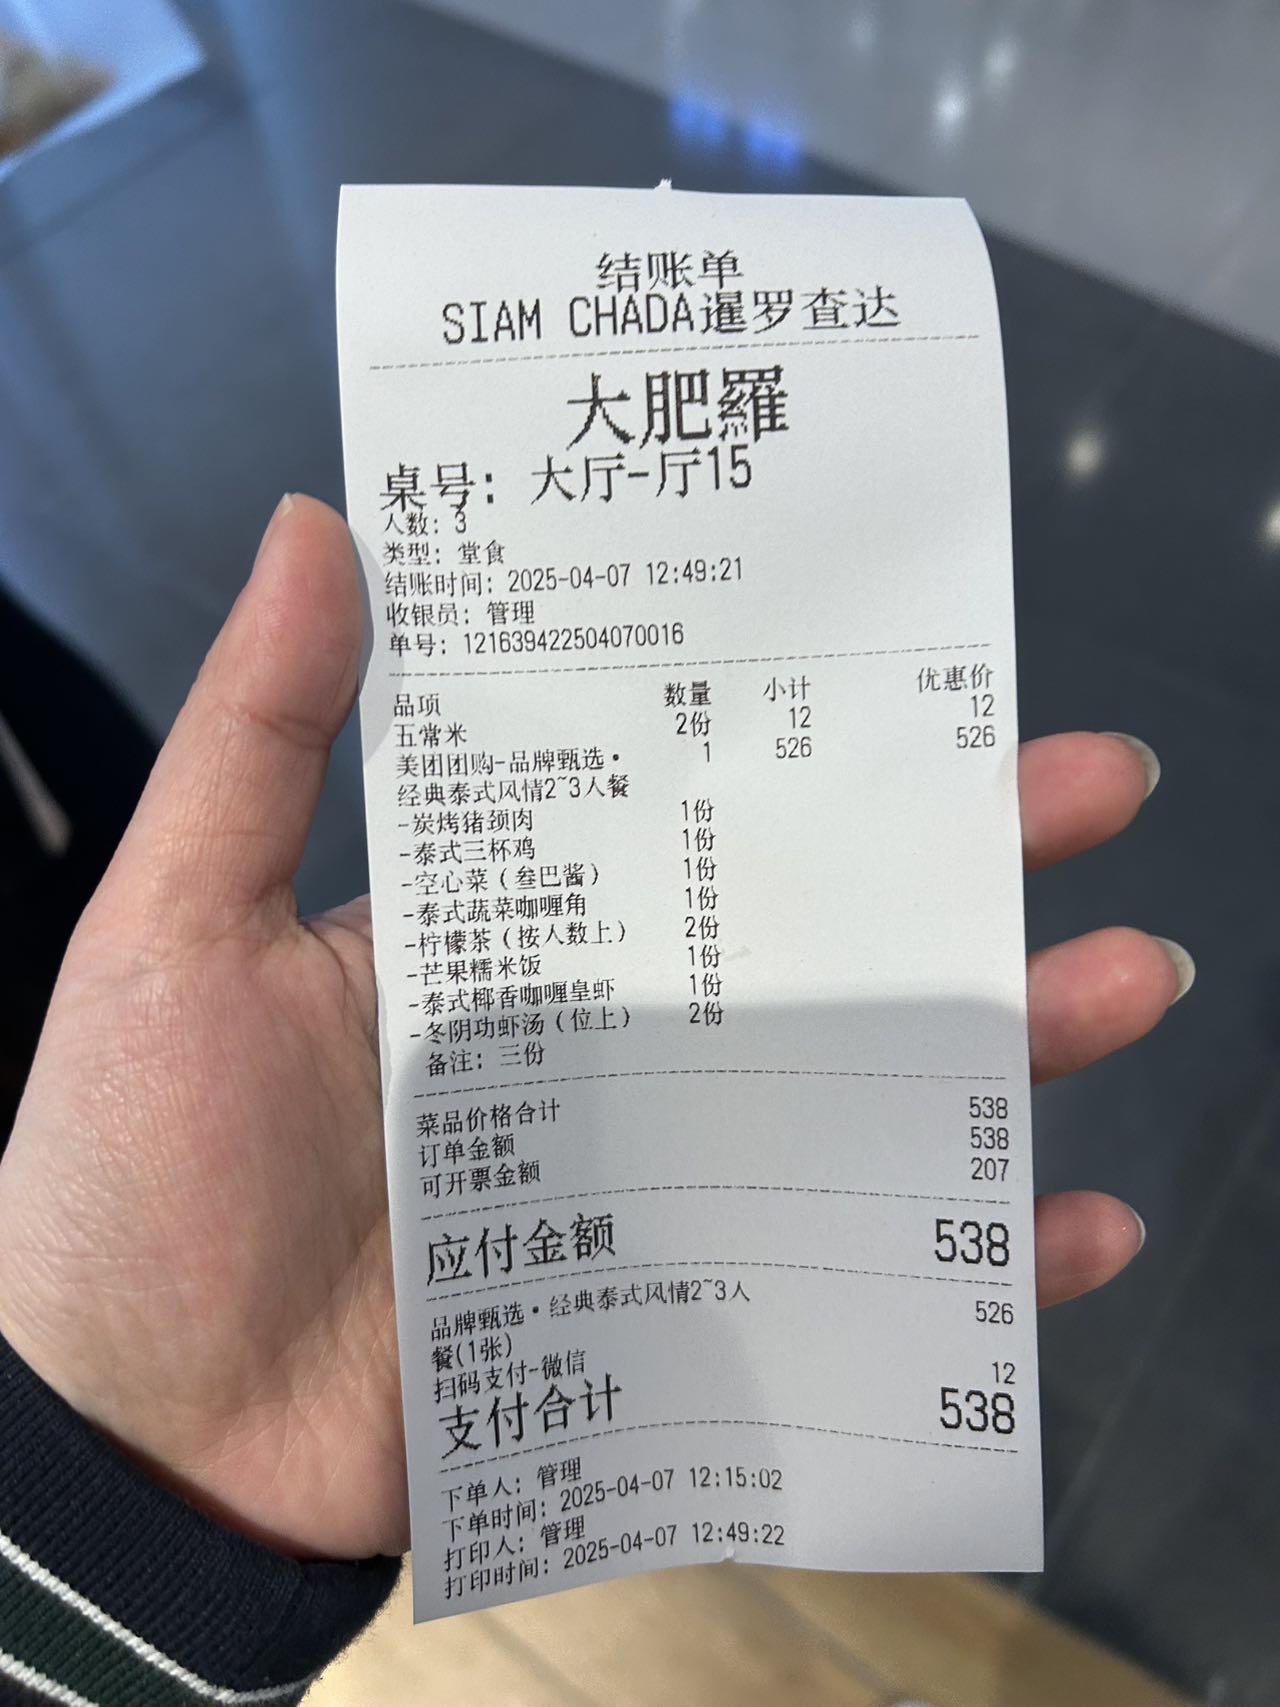 结账单
SIAM CHADA暹罗查达
大肥羅
桌号: 大厅-厅15
人数: 3
类型: 堂食
结账时间: 2025-04-07 12:49:21
收银员: 管理
单号: 121639422504070016
品项 数量 小计 优惠价
五常米 2份 12 12
美团团购-品牌甄选• 1 526 526
经典泰式风情2~3人餐
-炭烤猪颈肉 1份
-泰式三杯鸡 1份
-空心菜(叁巴酱) 1份
-泰式蔬菜咖喱角 1份
-柠檬茶(按人数上) 2份
-芒果糯米饭 1份
-泰式椰香咖喱皇虾 1份
-冬阴功虾汤(位上) 2份
备注: 三份
菜品价格合计 538
订单金额 538
可开票金额 207
应付金额 538
品牌甄选•经典泰式风情2~3人 526
餐(1张)
扫码支付-微信 12
支付合计 538
下单人: 管理
下单时间: 2025-04-07 12:15:02
打印人: 管理
打印时间: 2025-04-07 12:49:22